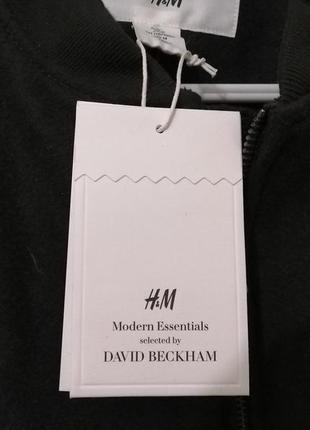 H&M
H&M
Modern Essentials
selected by
DAVID BECKHAM